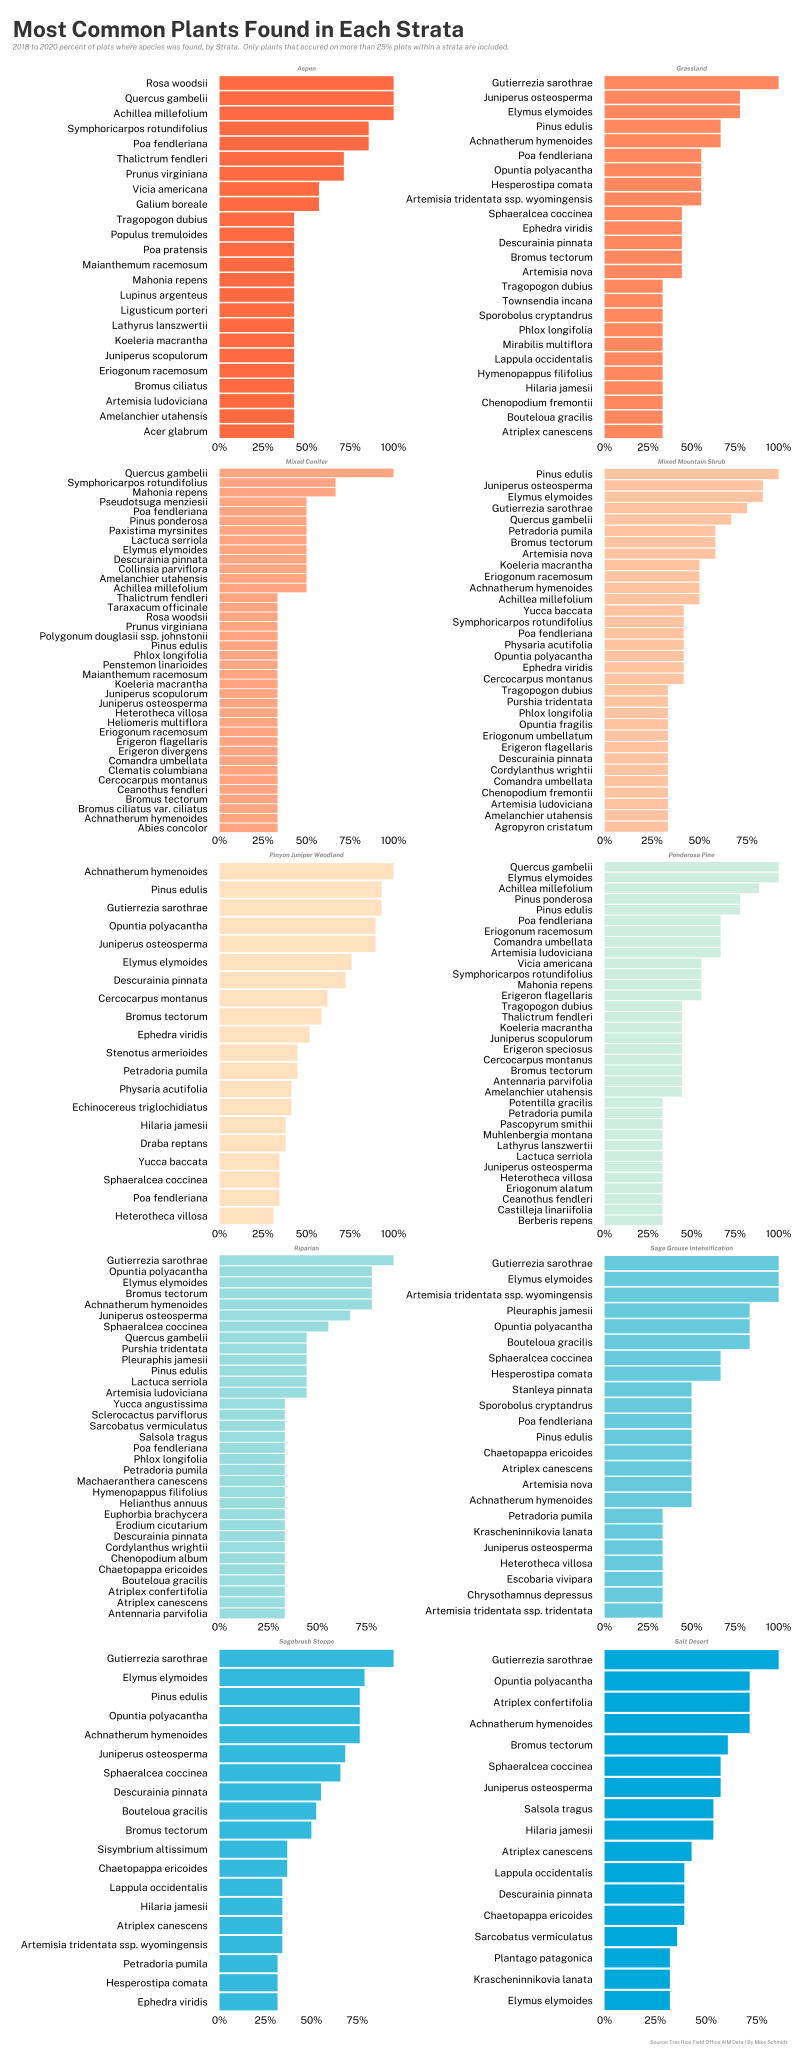 Most Common Plants Found in Each Strata
2018 to 2020 percent of plots where species was found, by Strata. Only plants that occured on more than 25% plots within a strata are included.
Aspen
Rosa woodsii
Quercus gambelii
Achillea millefolium
Symphoricarpos rotundifolius
Poa fendleriana
Thalictrum fendleri
Prunus virginiana
Vicia americana
Galium boreale
Tragopogon dubius
Populus tremuloides
Poa pratensis
Maianthemum racemosum
Mahonia repens
Lupinus argenteus
Ligusticum porteri
Lathyrus lanszwertii
Koeleria macrantha
Juniperus scopulorum
Eriogonum racemosum
Bromus ciliatus
Artemisia ludoviciana
Amelanchier utahensis
Acer glabrum
0% 25% 50% 75% 100%
Grassland
Gutierrezia sarothrae
Juniperus osteosperma
Elymus elymoides
Pinus edulis
Achnatherum hymenoides
Poa fendleriana
Opuntia polyacantha
Hesperostipa comata
Artemisia tridentata ssp. wyomingensis
Sphaeralcea coccinea
Ephedra viridis
Descurainia pinnata
Bromus tectorum
Artemisia nova
Tragopogon dubius
Townsendia incana
Sporobolus cryptandrus
Phlox longifolia
Mirabilis multiflora
Lappula occidentalis
Hymenopappus filifolius
Hilaria jamesii
Chenopodium fremontii
Bouteloua gracilis
Atriplex canescens
0% 25% 50% 75% 100%
Mixed Conifer
Quercus gambelii
Symphoricarpos rotundifolius
Mahonia repens
Pseudotsuga menziesii
Poa fendleriana
Pinus ponderosa
Paxistima myrsinites
Lactuca serriola
Elymus elymoides
Descurainia pinnata
Collinsia parviflora
Amelanchier utahensis
Achillea millefolium
Thalictrum fendleri
Taraxacum officinale
Rosa woodsii
Prunus virginiana
Polygonum douglasii ssp. johnstonii
Pinus edulis
Phlox longifolia
Penstemon linarioides
Maianthemum racemosum
Koeleria macrantha
Juniperus scopulorum
Juniperus osteosperma
Heterotheca villosa
Heliomeris multiflora
Eriogonum racemosum
Erigeron flagellaris
Erigeron divergens
Comandra umbellata
Clematis columbiana
Cercocarpus montanus
Ceanothus fendleri
Bromus tectorum
Bromus ciliatus var. ciliatus
Achnatherum hymenoides
Abies concolor
0% 25% 50% 75% 100%
Mixed Mountain Shrub
Pinus edulis
Juniperus osteosperma
Elymus elymoides
Gutierrezia sarothrae
Quercus gambelii
Petradoria pumila
Bromus tectorum
Artemisia nova
Koeleria macrantha
Eriogonum racemosum
Achnatherum hymenoides
Achillea millefolium
Yucca baccata
Symphoricarpos rotundifolius
Poa fendleriana
Physaria acutifolia
Opuntia polyacantha
Ephedra viridis
Cercocarpus montanus
Tragopogon dubius
Purshia tridentata
Phlox longifolia
Opuntia fragilis
Eriogonum umbellatum
Erigeron flagellaris
Descurainia pinnata
Cordylanthus wrightii
Comandra umbellata
Chenopodium fremontii
Artemisia ludoviciana
Amelanchier utahensis
Agropyron cristatum
0% 25% 50% 75%
Pinyon Juniper Woodland
Achnatherum hymenoides
Pinus edulis
Gutierrezia sarothrae
Opuntia polyacantha
Juniperus osteosperma
Elymus elymoides
Descurainia pinnata
Cercocarpus montanus
Bromus tectorum
Ephedra viridis
Stenotus armerioides
Petradoria pumila
Physaria acutifolia
Echinocereus triglochidiatus
Hilaria jamesii
Draba reptans
Yucca baccata
Sphaeralcea coccinea
Poa fendleriana
Heterotheca villosa
0% 25% 50% 75% 100%
Ponderosa Pine
Quercus gambelii
Elymus elymoides
Achillea millefolium
Pinus ponderosa
Pinus edulis
Poa fendleriana
Eriogonum racemosum
Comandra umbellata
Artemisia ludoviciana
Vicia americana
Symphoricarpos rotundifolius
Mahonia repens
Erigeron flagellaris
Tragopogon dubius
Thalictrum fendleri
Koeleria macrantha
Juniperus scopulorum
Erigeron speciosus
Cercocarpus montanus
Bromus tectorum
Antennaria parvifolia
Amelanchier utahensis
Potentilla gracilis
Petradoria pumila
Pascopyrum smithii
Muhlenbergia montana
Lathyrus lanszwertii
Lactuca serriola
Juniperus osteosperma
Heterotheca villosa
Eriogonum alatum
Ceanothus fendleri
Castilleja linariifolia
Berberis repens
0% 25% 50% 75% 100%
Riparian
Gutierrezia sarothrae
Opuntia polyacantha
Elymus elymoides
Bromus tectorum
Achnatherum hymenoides
Juniperus osteosperma
Sphaeralcea coccinea
Quercus gambelii
Purshia tridentata
Pleuraphis jamesii
Pinus edulis
Lactuca serriola
Artemisia ludoviciana
Yucca angustissima
Sclerocactus parviflorus
Sarcobatus vermiculatus
Salsola tragus
Poa fendleriana
Phlox longifolia
Petradoria pumila
Machaeranthera canescens
Hymenopappus filifolius
Helianthus annuus
Euphorbia brachycera
Erodium cicutarium
Descurainia pinnata
Cordylanthus wrightii
Chenopodium album
Chaetopappa ericoides
Bouteloua gracilis
Atriplex confertifolia
Atriplex canescens
Antennaria parvifolia
0% 25% 50% 75%
Sage Grouse Intensification
Gutierrezia sarothrae
Elymus elymoides
Artemisia tridentata ssp. wyomingensis
Pleuraphis jamesii
Opuntia polyacantha
Bouteloua gracilis
Sphaeralcea coccinea
Hesperostipa comata
Stanleya pinnata
Sporobolus cryptandrus
Poa fendleriana
Pinus edulis
Chaetopappa ericoides
Atriplex canescens
Artemisia nova
Achnatherum hymenoides
Petradoria pumila
Krascheninnikovia lanata
Juniperus osteosperma
Heterotheca villosa
Escobaria vivipara
Chrysothamnus depressus
Artemisia tridentata ssp. tridentata
0% 25% 50% 75% 100%
Sagebrush Steppe
Gutierrezia sarothrae
Elymus elymoides
Pinus edulis
Opuntia polyacantha
Achnatherum hymenoides
Juniperus osteosperma
Sphaeralcea coccinea
Descurainia pinnata
Bouteloua gracilis
Bromus tectorum
Sisymbrium altissimum
Chaetopappa ericoides
Lappula occidentalis
Hilaria jamesii
Atriplex canescens
Artemisia tridentata ssp. wyomingensis
Petradoria pumila
Hesperostipa comata
Ephedra viridis
0% 25% 50% 75%
Salt Desert
Gutierrezia sarothrae
Opuntia polyacantha
Atriplex confertifolia
Achnatherum hymenoides
Bromus tectorum
Sphaeralcea coccinea
Juniperus osteosperma
Salsola tragus
Hilaria jamesii
Atriplex canescens
Lappula occidentalis
Descurainia pinnata
Chaetopappa ericoides
Sarcobatus vermiculatus
Plantago patagonica
Krascheninnikovia lanata
Elymus elymoides
0% 25% 50% 75%
Source: Tres Rios Field Office AIM Data | By Mike Schmidt